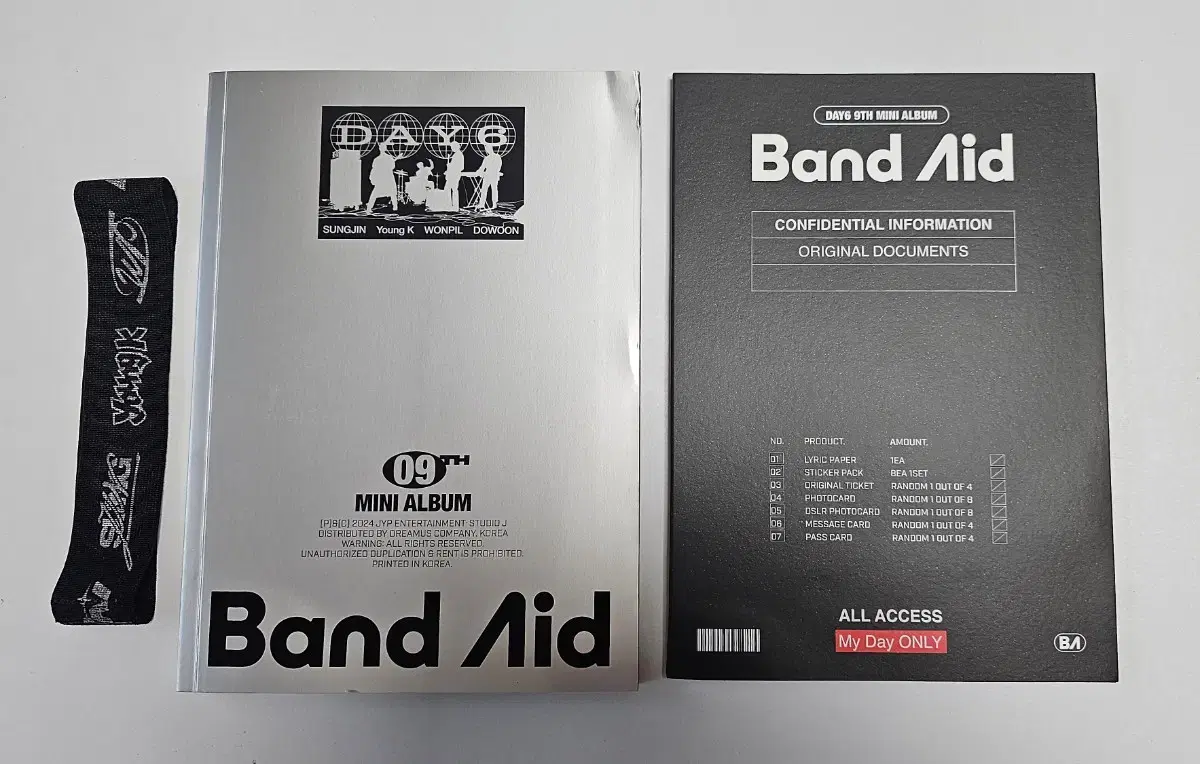 Young K
DAY6
SUNGJIN Young K WONPIL DOWOON
09TH
MINI ALBUM
[P]&[C] 2024 JYP ENTERTAINMENT. STUDIO J
DISTRIBUTED BY DREAMUS COMPANY, KOREA
WARNING: ALL RIGHTS RESERVED.
UNAUTHORIZED DUPLICATION & RENT IS PROHIBITED.
PRINTED IN KOREA.
Band Aid
DAY6 9TH MINI ALBUM
Band Aid
CONFIDENTIAL INFORMATION
ORIGINAL DOCUMENTS
NO. PRODUCT. AMOUNT.
01 LYRIC PAPER 1EA
02 STICKER PACK 8EA 1SET
03 ORIGINAL TICKET RANDOM 1 OUT OF 4
04 PHOTOCARD RANDOM 1 OUT OF 8
05 DSLR PHOTOCARD RANDOM 1 OUT OF 8
06 MESSAGE CARD RANDOM 1 OUT OF 4
07 PASS CARD RANDOM 1 OUT OF 4
ALL ACCESS
My Day ONLY
BA